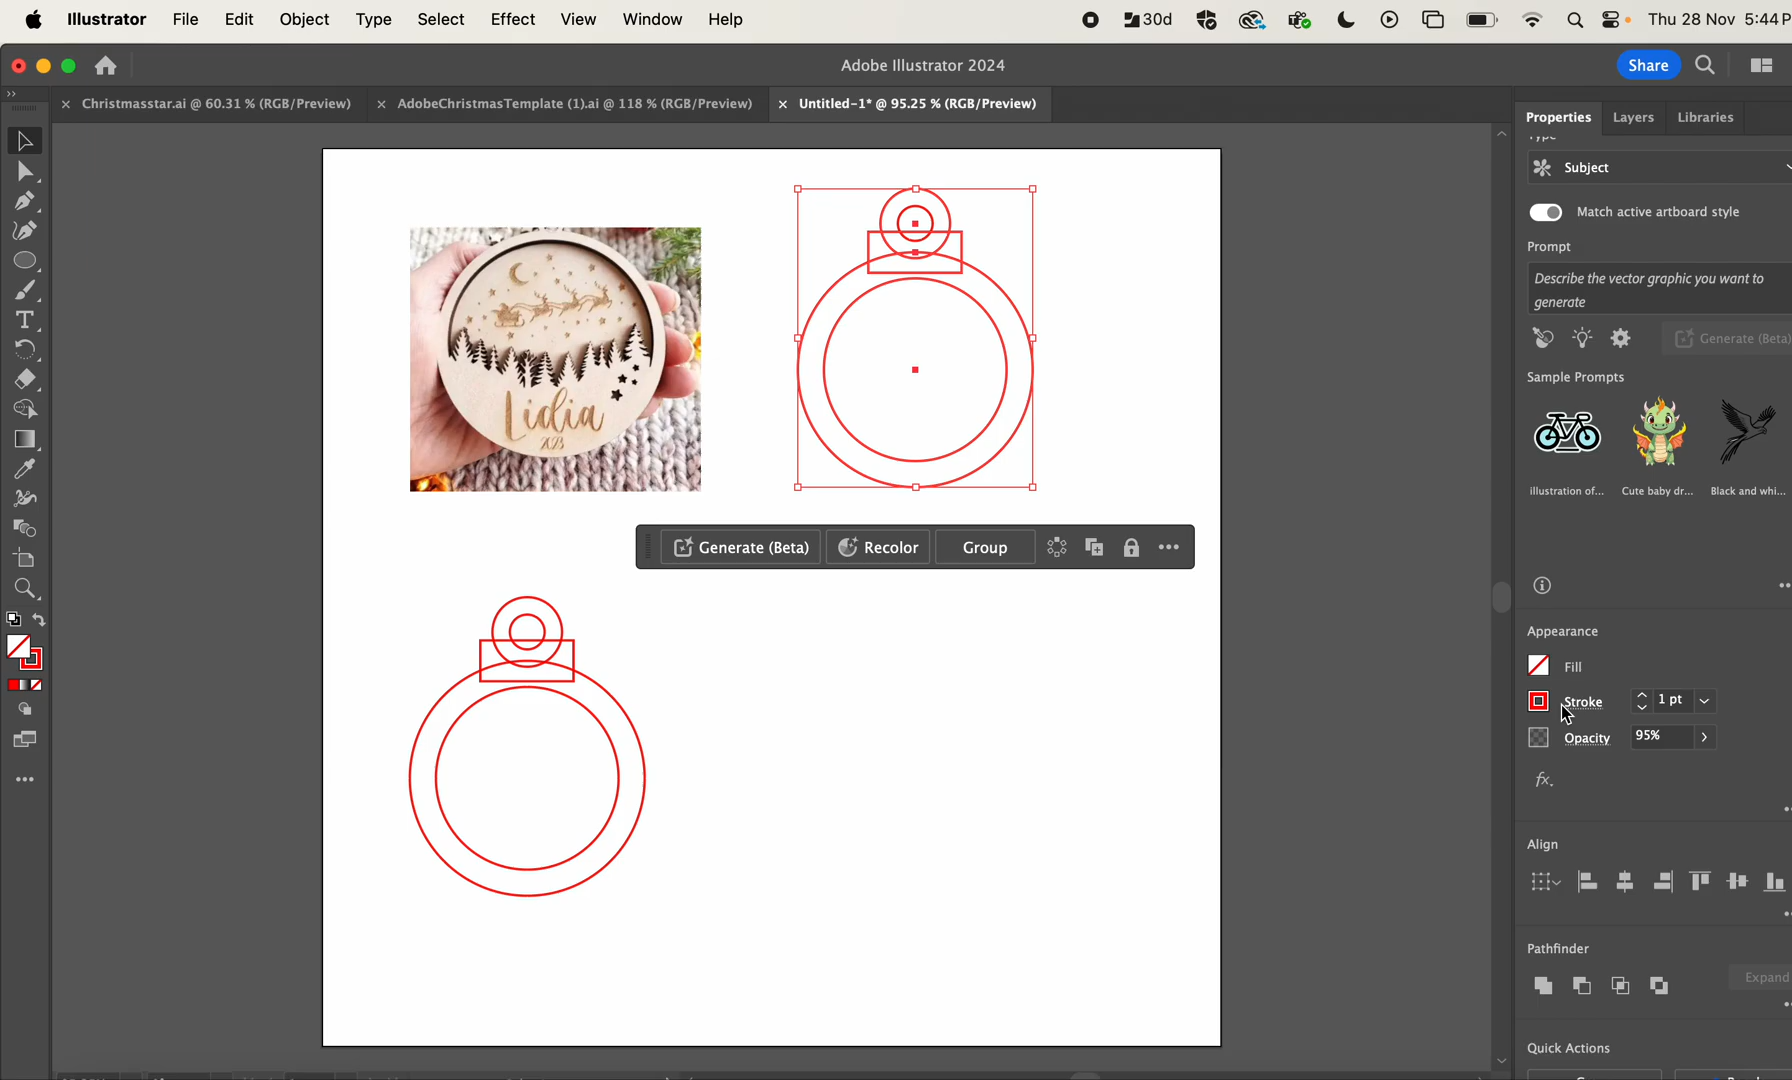 Illustrator File Edit Object Type Select Effect View Window Help 30d Thu 28 Nov 5:44 P
Adobe Illustrator 2024 Share
Christmasstar.ai @ 60.31 % (RGB/Preview) AdobeChristmasTemplate (1).ai @ 118 % (RGB/Preview) Untitled-1* @ 95.25 % (RGB/Preview)
Properties Layers Libraries
Type
Subject
Match active artboard style
Prompt
Describe the vector graphic you want to
generate
Generate (Beta)
Sample Prompts
illustration of... Cute baby dr... Black and whi...
Lidia
2023
Generate (Beta) Recolor Group
Appearance
Fill
Stroke 1 pt
Opacity 95%
fx.
Align
Pathfinder
Expand
Quick Actions